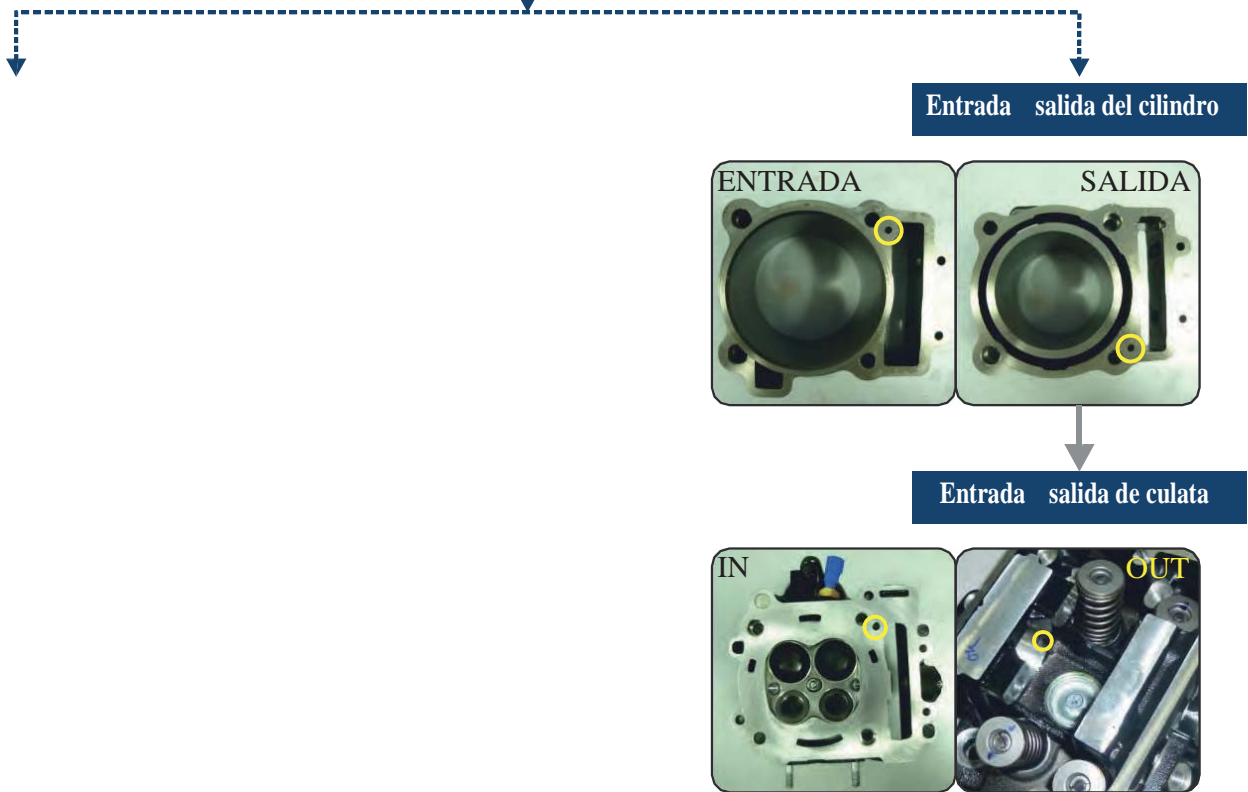 Entrada salida del cilindro
ENTRADA
SALIDA
Entrada salida de culata
IN
OUT